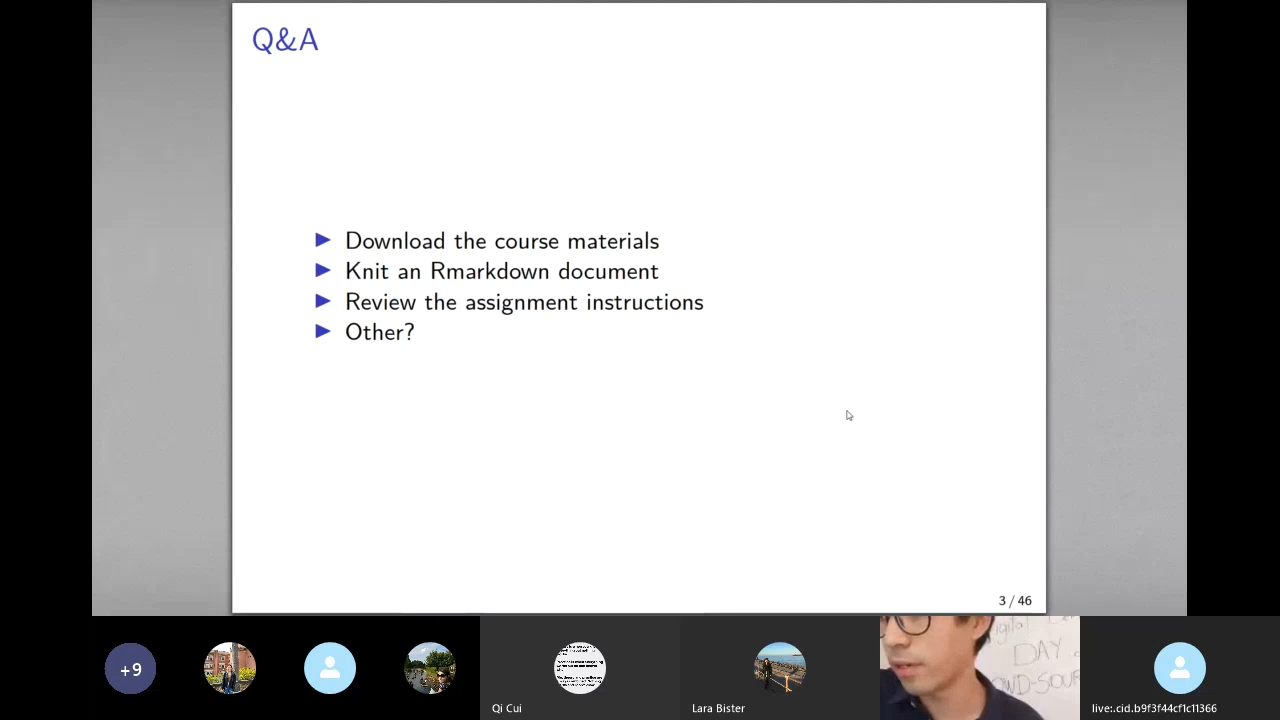 Q&A
▶ Download the course materials
▶ Knit an Rmarkdown document
▶ Review the assignment instructions
▶ Other?
3 / 46
+9
DAY
Qi Cui
Lara Bister
live:.cid.b9f3f44cf1c11366